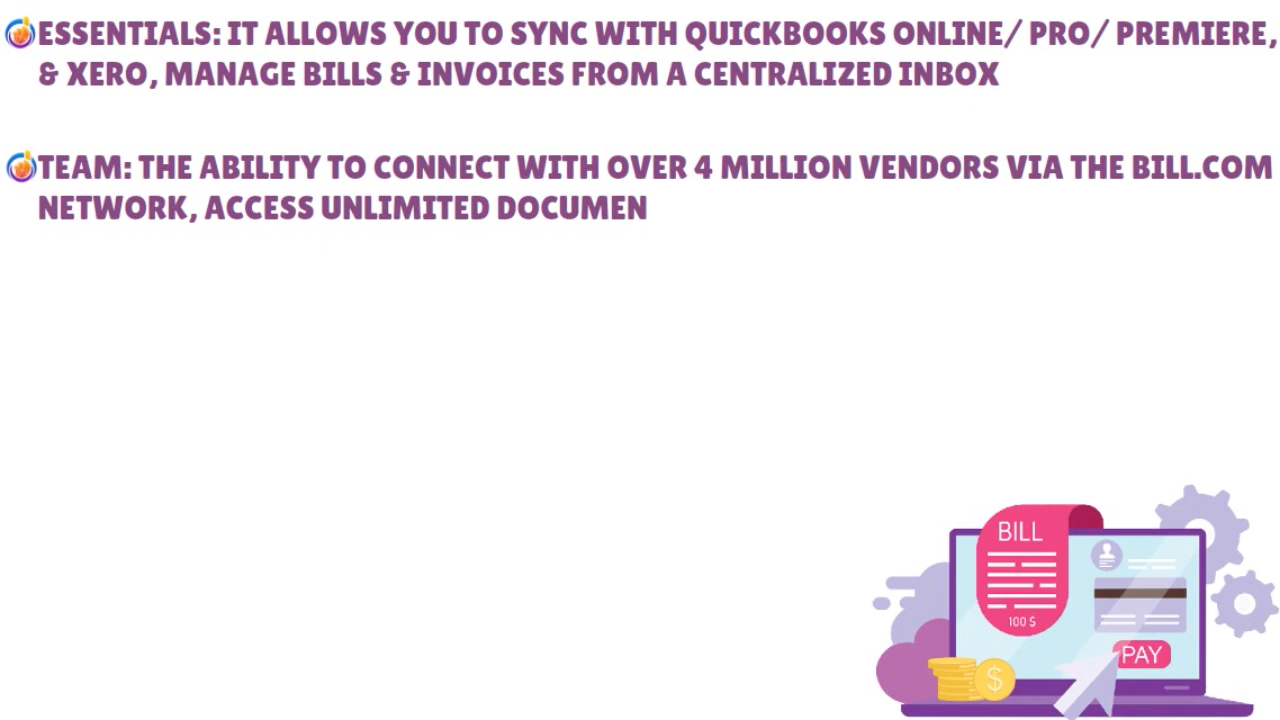 ESSENTIALS: IT ALLOWS YOU TO SYNC WITH QUICKBOOKS ONLINE/ PRO/ PREMIERE,
& XERO, MANAGE BILLS & INVOICES FROM A CENTRALIZED INBOX
TEAM: THE ABILITY TO CONNECT WITH OVER 4 MILLION VENDORS VIA THE BILL.COM
NETWORK, ACCESS UNLIMITED DOCUMEN
BILL
100 $
PAY
$